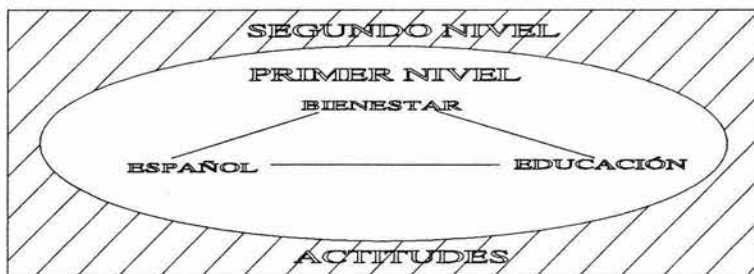 SEGUNDO NIVEL
PRIMER NIVEL
BIENESTAR
ESPAÑOL EDUCACIÓN
ACTITUDES